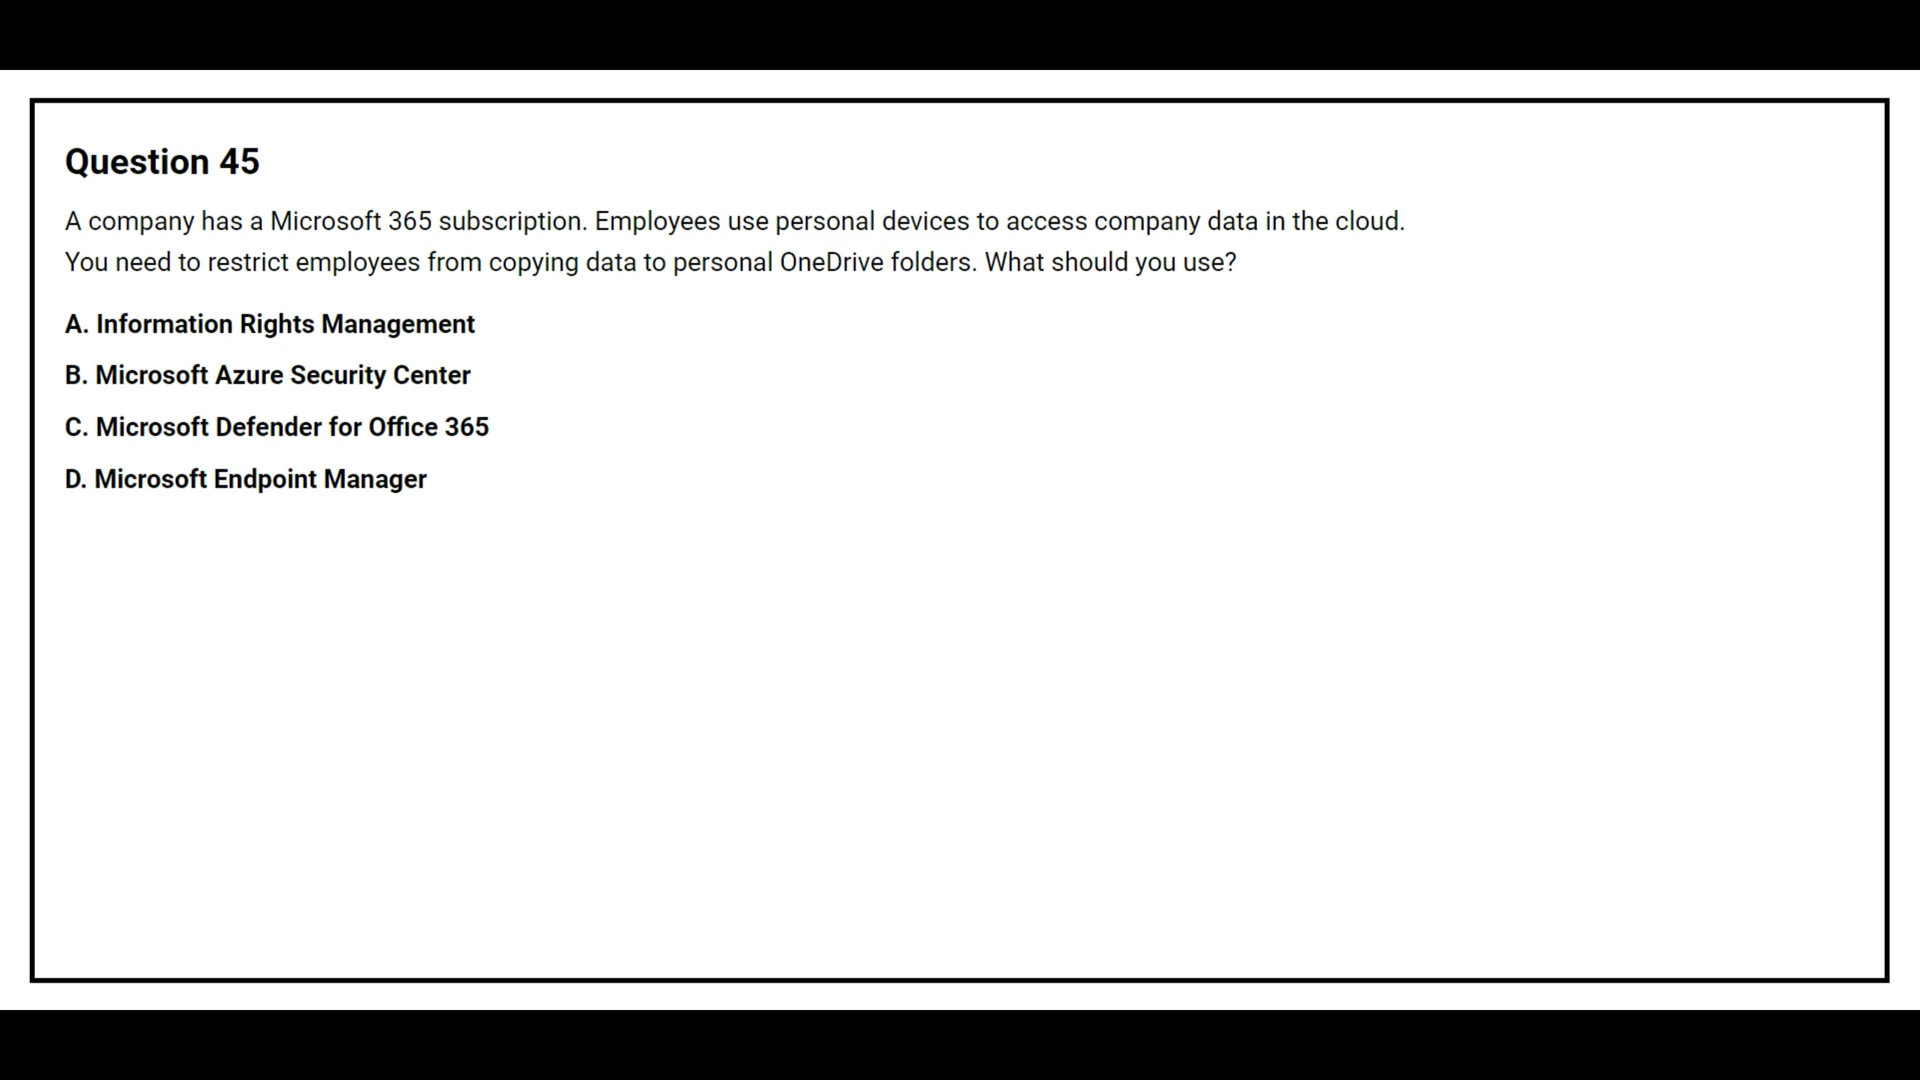 Question 45
A company has a Microsoft 365 subscription. Employees use personal devices to access company data in the cloud.
You need to restrict employees from copying data to personal OneDrive folders. What should you use?
A. Information Rights Management
B. Microsoft Azure Security Center
C. Microsoft Defender for Office 365
D. Microsoft Endpoint Manager